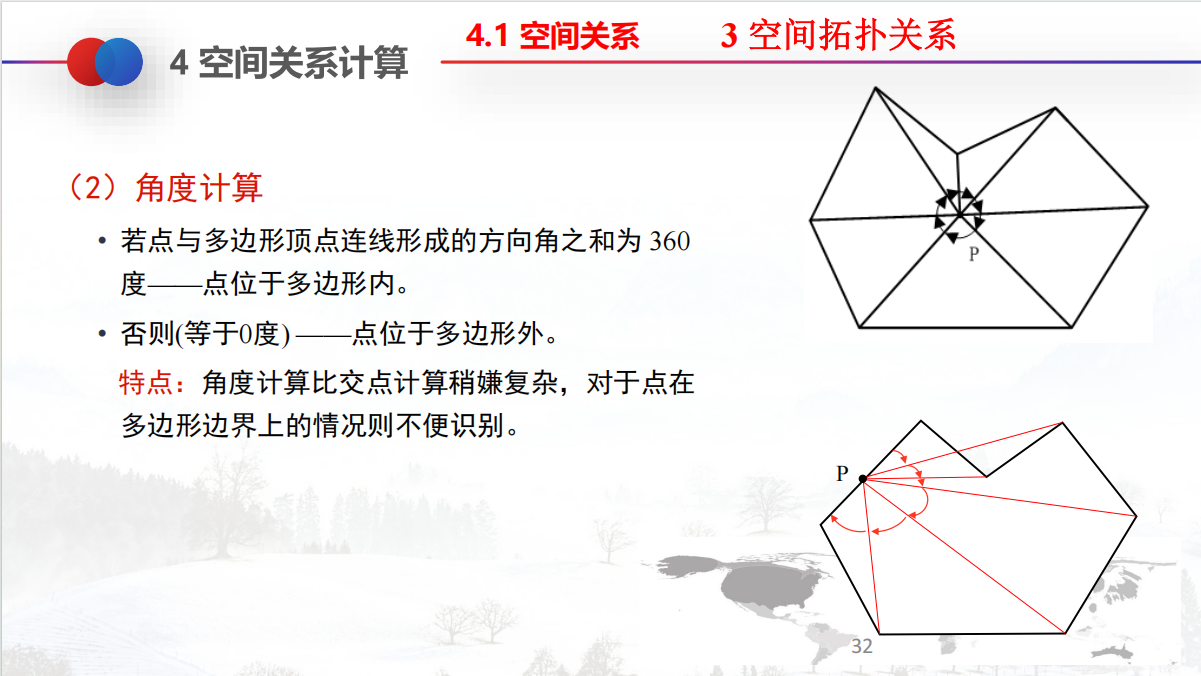 4 空间关系计算
4.1 空间关系
3 空间拓扑关系
（2）角度计算
• 若点与多边形顶点连线形成的方向角之和为 360
度——点位于多边形内。
• 否则(等于0度) ——点位于多边形外。
特点：角度计算比交点计算稍嫌复杂，对于点在
多边形边界上的情况则不便识别。
P
P
32